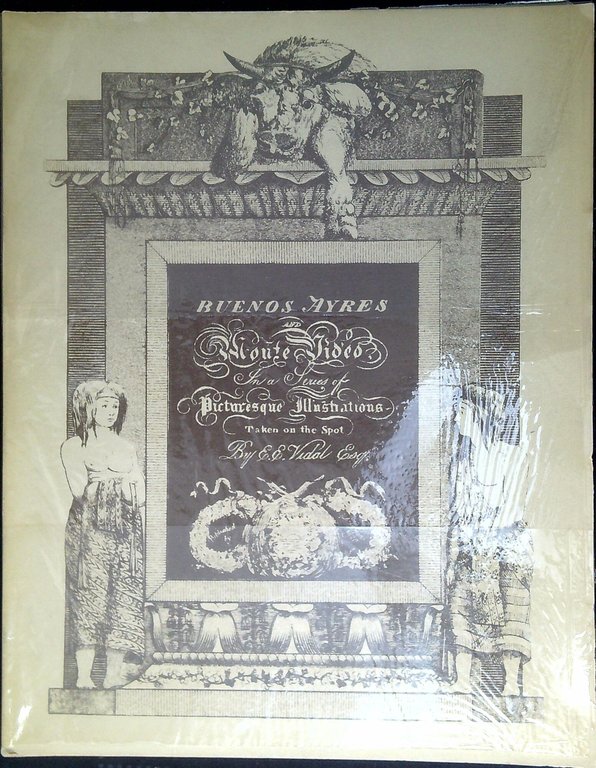 BUENOS AYRES
AND
Monte Video
In a Series of
Picturesque Illustrations
Taken on the Spot
By E.E. Vidal Esq.